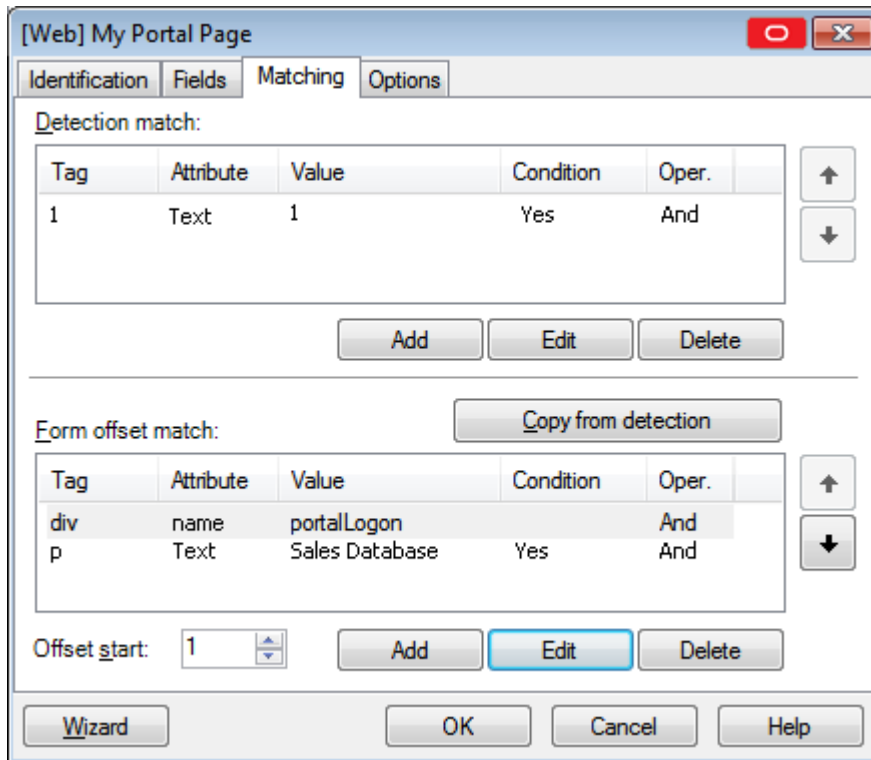 [Web] My Portal Page
Identification Fields Matching Options
Detection match:
Tag Attribute Value Condition Oper.
1 Text 1 Yes And
Add Edit Delete
Copy from detection
Form offset match:
Tag Attribute Value Condition Oper.
div name portalLogon And
p Text Sales Database Yes And
Offset start: 1 Add Edit Delete
Wizard OK Cancel Help